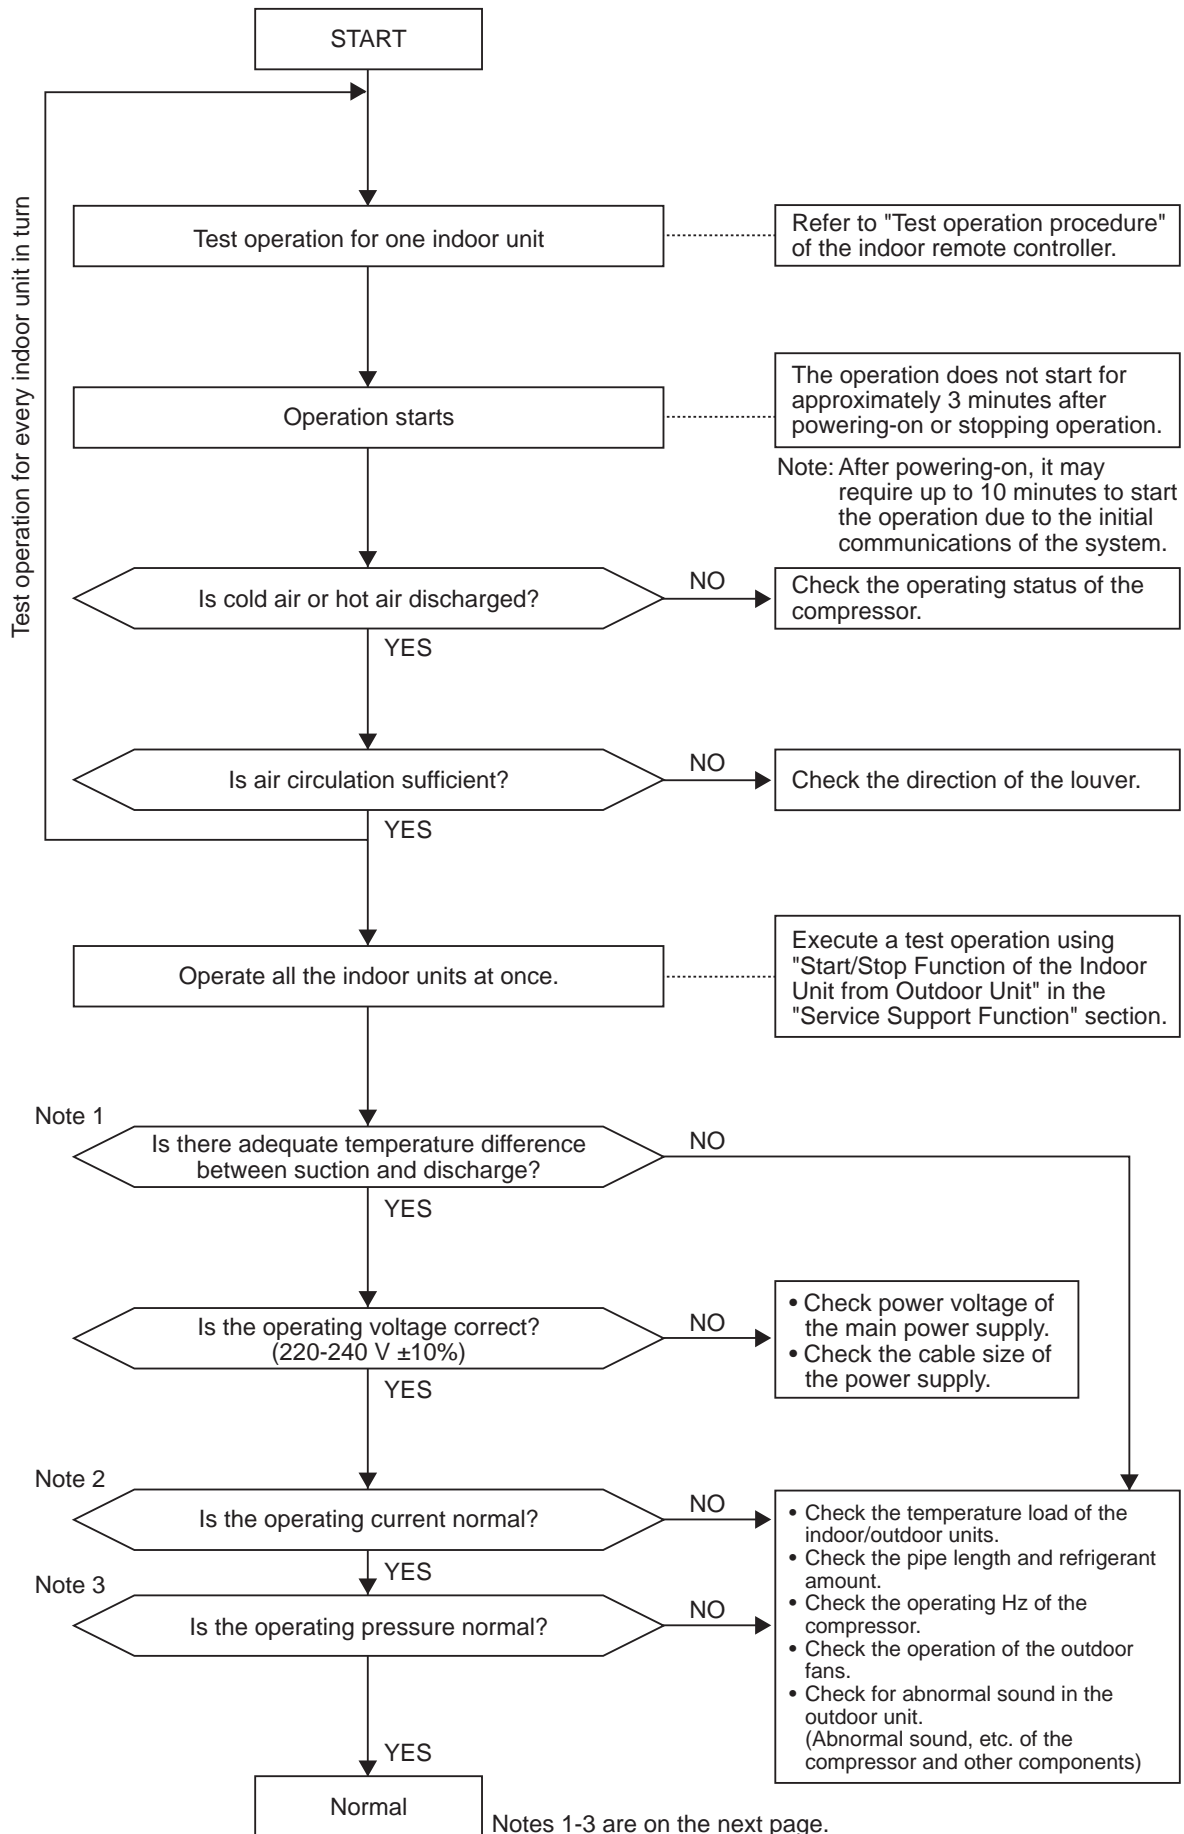 START
Test operation for every indoor unit in turn
Test operation for one indoor unit
Refer to "Test operation procedure"
of the indoor remote controller.
Operation starts
The operation does not start for
approximately 3 minutes after
powering-on or stopping operation.
Note: After powering-on, it may
require up to 10 minutes to start
the operation due to the initial
communications of the system.
Is cold air or hot air discharged?
NO
Check the operating status of the
compressor.
YES
Is air circulation sufficient?
NO
Check the direction of the louver.
YES
Operate all the indoor units at once.
Execute a test operation using
"Start/Stop Function of the Indoor
Unit from Outdoor Unit" in the
"Service Support Function" section.
Note 1
Is there adequate temperature difference
between suction and discharge?
NO
YES
Is the operating voltage correct?
(220-240 V ±10%)
NO
• Check power voltage of
the main power supply.
• Check the cable size of
the power supply.
YES
Note 2
Is the operating current normal?
NO
YES
Note 3
Is the operating pressure normal?
NO
• Check the temperature load of the
indoor/outdoor units.
• Check the pipe length and refrigerant
amount.
• Check the operating Hz of the
compressor.
• Check the operation of the outdoor
fans.
• Check for abnormal sound in the
outdoor unit.
(Abnormal sound, etc. of the
compressor and other components)
YES
Normal
Notes 1-3 are on the next page.